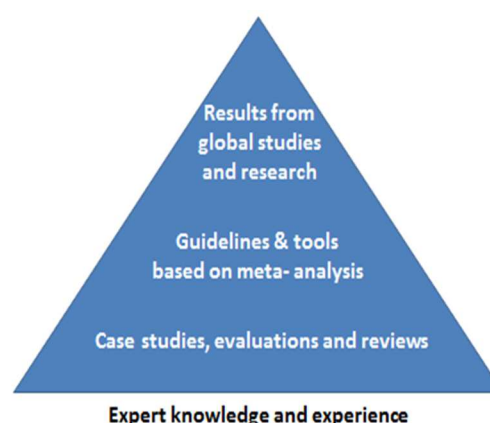 Results from
global studies
and research
Guidelines & tools
based on meta- analysis
Case studies, evaluations and reviews
Expert knowledge and experience